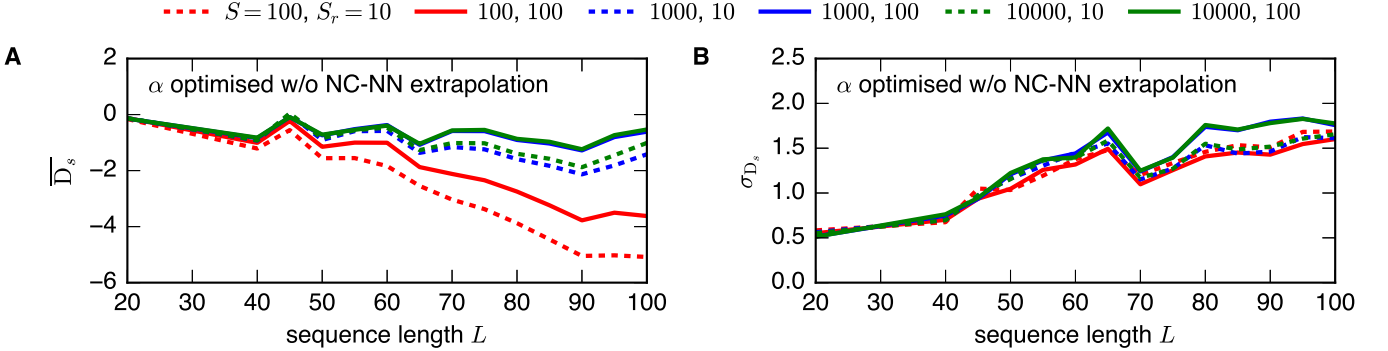 S = 100, Sᵣ = 10 100, 100 1000, 10 1000, 100 10000, 10 10000, 100
A
α optimised w/o NC-NN extrapolation
2
0
−2
−4
−6
D̅ₛ
20 30 40 50 60 70 80 90 100
sequence length L
B
α optimised w/o NC-NN extrapolation
2.5
2.0
1.5
1.0
0.5
0.0
σ_Dₛ
20 30 40 50 60 70 80 90 100
sequence length L